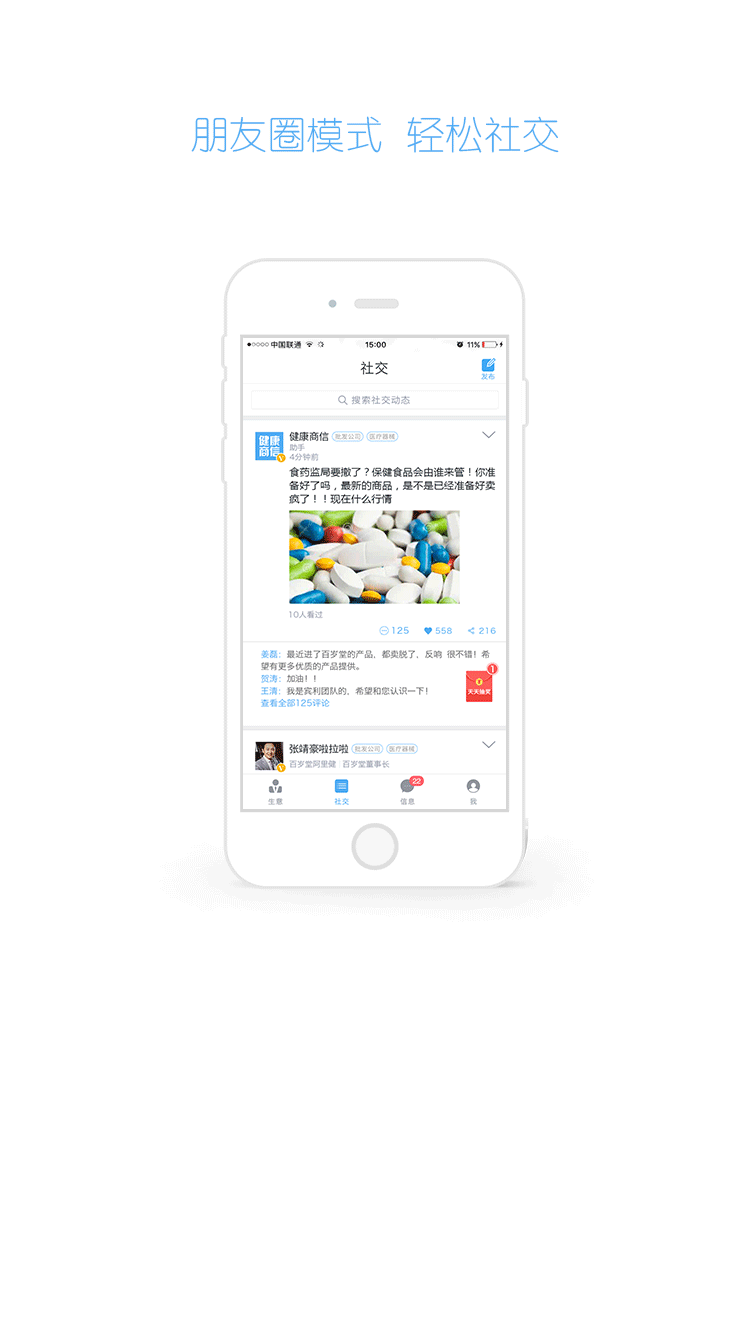 朋友圈模式 轻松社交
中国联通 15:00 11%
社交
发布
搜索社交动态
健康商信
健康商信 批发公司 医疗器械
助手
4分钟前
食药监局要撤了？保健食品会由谁来管！你准
备好了吗，最新的商品，是不是已经准备好卖
疯了！！现在什么行情
10人看过
125 558 216
姜磊：最近进了百岁堂的产品，都卖脱了，反响 很不错！希
望有更多优质的产品提供。
贺涛：加油！！
王清：我是宾利团队的，希望和您认识一下！
查看全部125评论
1
天天抽奖
张靖豪啦拉啦 批发公司 医疗器械
百岁堂阿里健 百岁堂董事长
22
生意 社交 信息 我